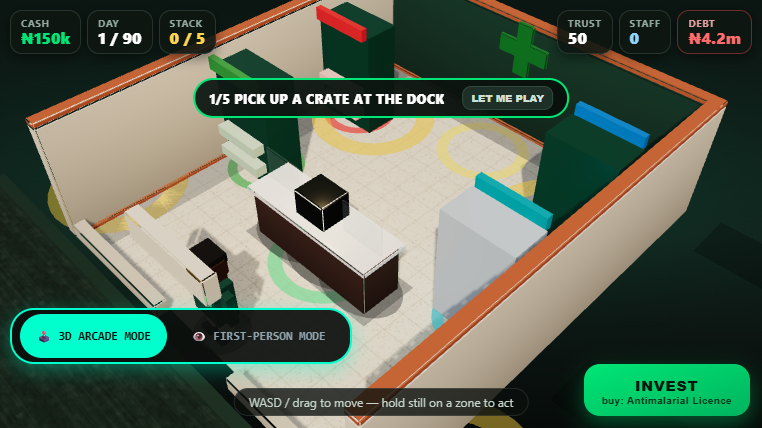 CASH
₦150k
DAY
1 / 90
STACK
0 / 5
TRUST
50
STAFF
0
DEBT
₦4.2m
1/5 PICK UP A CRATE AT THE DOCK
LET ME PLAY
🕹️ 3D ARCADE MODE
👁️ FIRST-PERSON MODE
WASD / drag to move — hold still on a zone to act
INVEST
buy: Antimalarial Licence